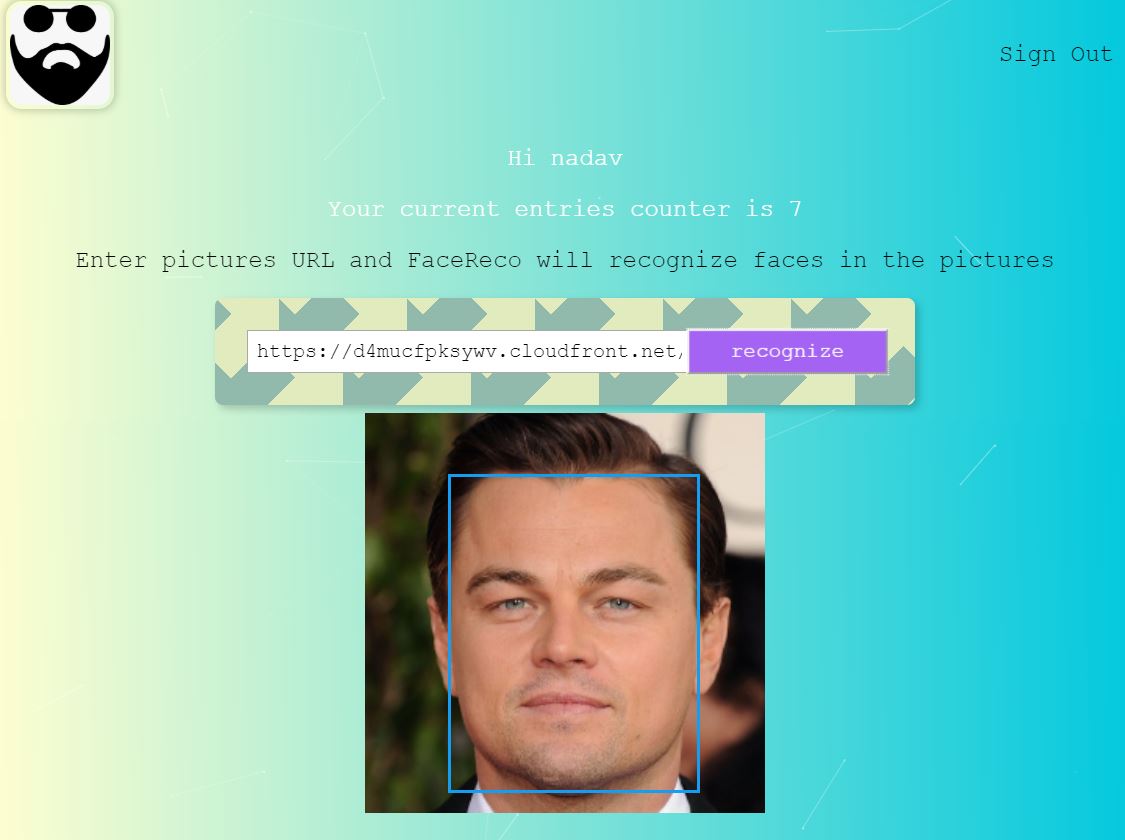 Sign Out
Hi nadav
Your current entries counter is 7
Enter pictures URL and FaceReco will recognize faces in the pictures
https://d4mucfpksywv.cloudfront.net/ recognize